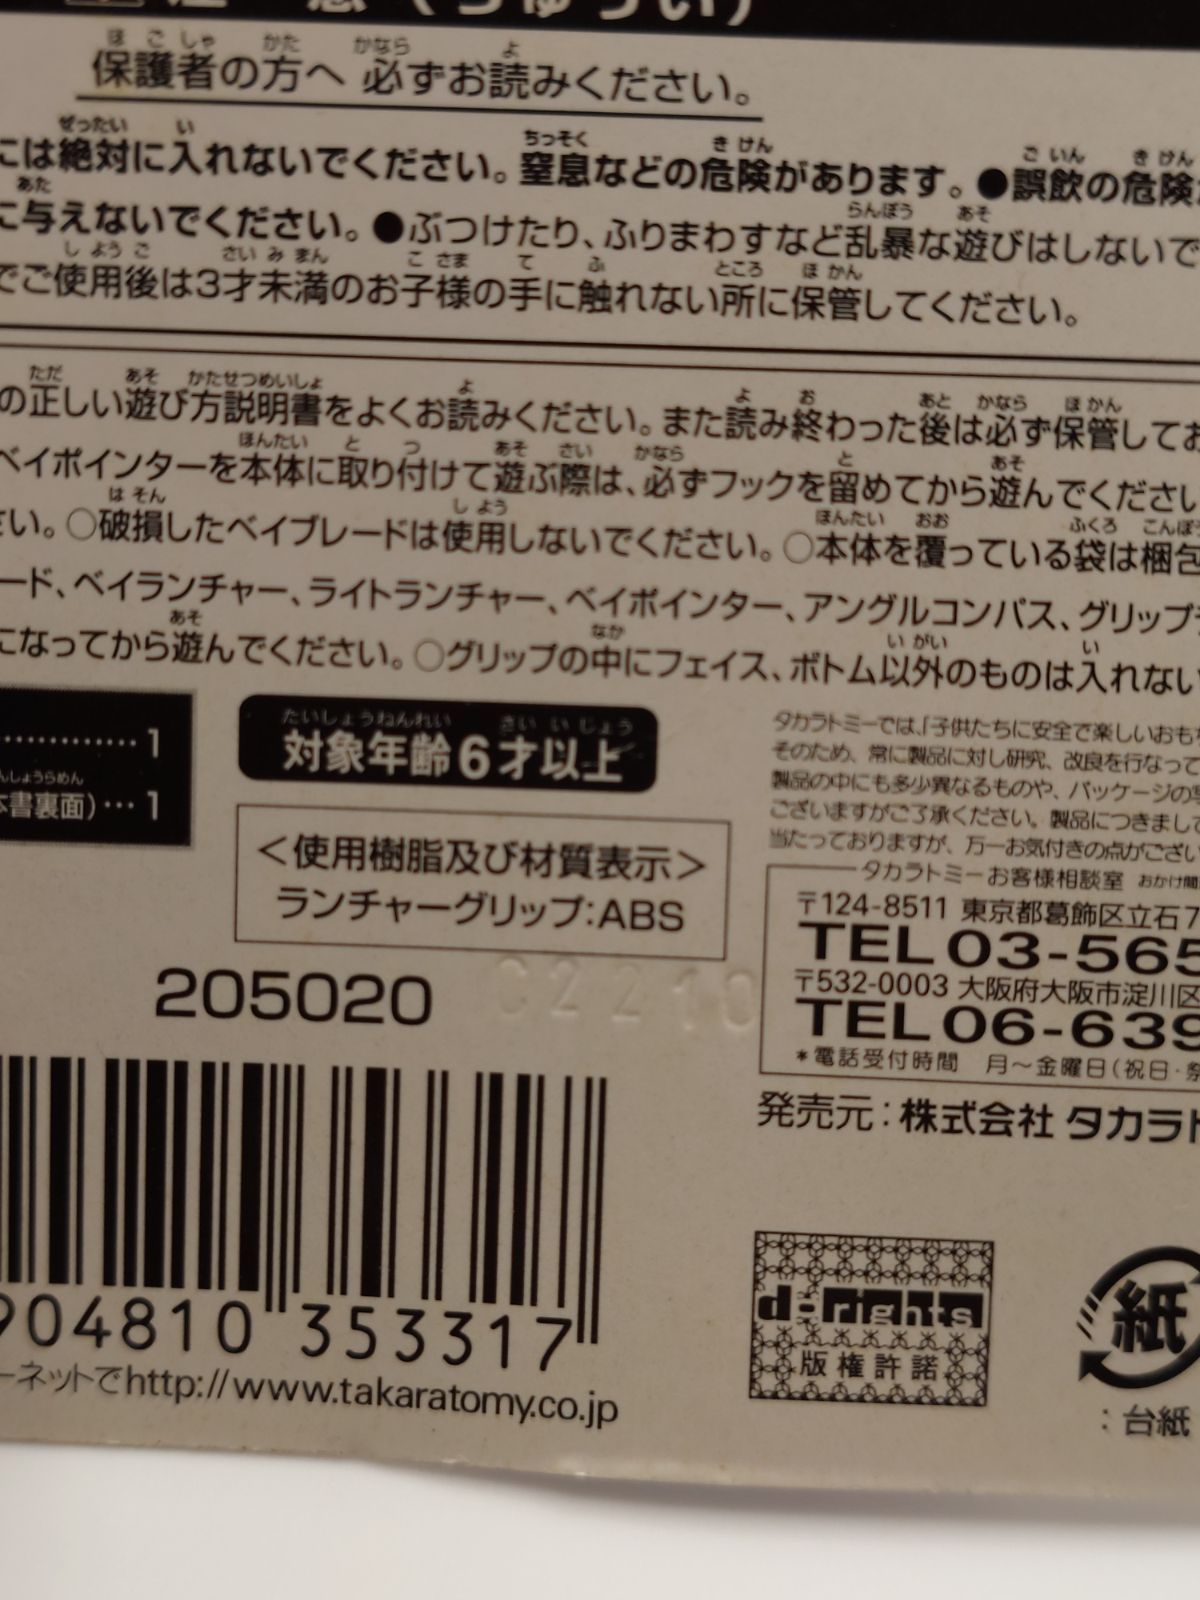 注意（ちゅうい）
保護者の方へ 必ずお読みください。
には絶対に入れないでください。窒息などの危険があります。●誤飲の危険が
に与えないでください。●ぶつけたり、ふりまわすなど乱暴な遊びはしないで
でご使用後は3才未満のお子様の手に触れない所に保管してください。
の正しい遊び方説明書をよくお読みください。また読み終わった後は必ず保管してお
ベイポインターを本体に取り付けて遊ぶ際は、必ずフックを留めてから遊んでください
さい。○破損したベイブレードは使用しないでください。○本体を覆っている袋は梱包
ード、ベイランチャー、ライトランチャー、ベイポインター、アングルコンパス、グリップ
になってから遊んでください。○グリップの中にフェイス、ボトム以外のものは入れない
…………1
本書裏面）…1
対象年齢6才以上
＜使用樹脂及び材質表示＞
ランチャーグリップ:ABS
205020
C2210
タカラトミーでは、「子供たちに安全で楽しいおも
そのため、常に製品に対し研究、改良を行なって
製品の中にも多少異なるものや、パッケージの写
ございますがご了承ください。製品につきまして
当たっておりますが、万一お気付きの点がござい
タカラトミーお客様相談室 おかけ間
〒124-8511 東京都葛飾区立石7
TEL 03-565
〒532-0003 大阪府大阪市淀川区
TEL 06-639
＊電話受付時間 月～金曜日(祝日・祭
発売元:株式会社 タカラト
904810 353317
ーネットでhttp://www.takaratomy.co.jp
d-rights
版権許諾
紙
:台紙